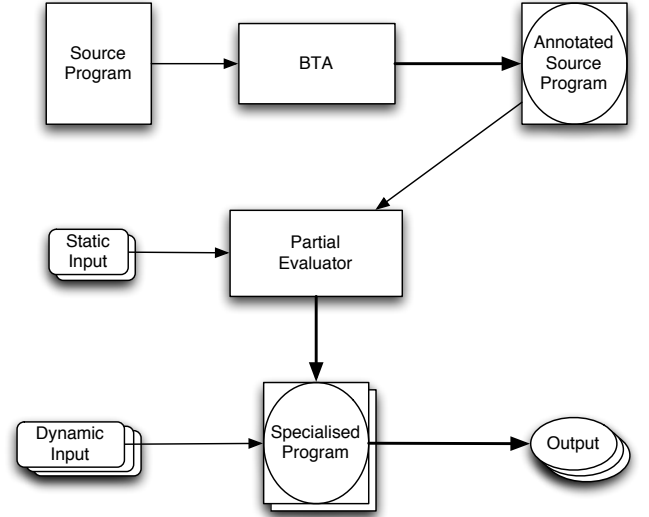 Source
Program
BTA
Annotated
Source
Program
Static
Input
Partial
Evaluator
Dynamic
Input
Specialised
Program
Output